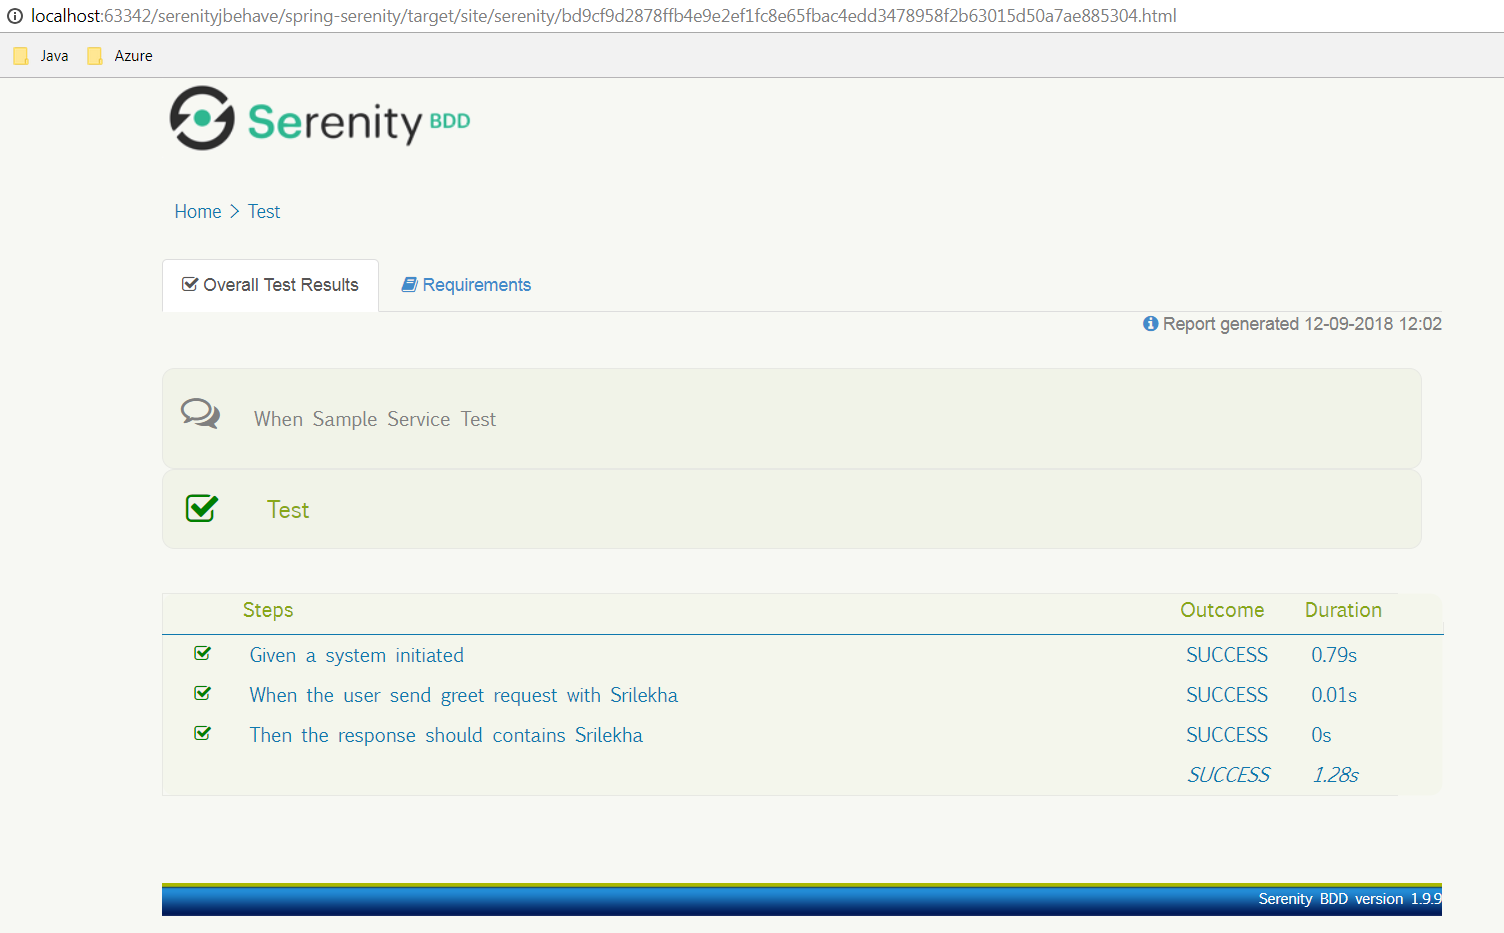 localhost:63342/serenityjbehave/spring-serenity/target/site/serenity/bd9cf9d2878ffb4e9e2ef1fc8e65fbac4edd3478958f2b63015d50a7ae885304.html
Java Azure
Serenity BDD
Home > Test
Overall Test Results Requirements
Report generated 12-09-2018 12:02
When Sample Service Test
Test
Steps Outcome Duration
Given a system initiated SUCCESS 0.79s
When the user send greet request with Srilekha SUCCESS 0.01s
Then the response should contains Srilekha SUCCESS 0s
SUCCESS 1.28s
Serenity BDD version 1.9.9